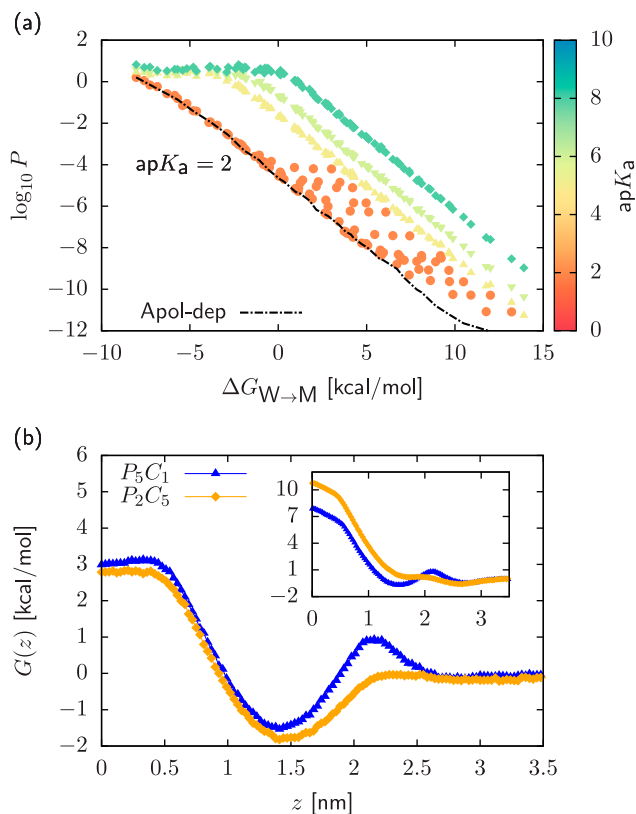 (a)
log₁₀ P
2
0
−2
−4
−6
−8
−10
−12
apKₐ = 2
Apol-dep
−10 −5 0 5 10 15
ΔG_W→M [kcal/mol]
10
8
6
4
2
0
apKₐ
(b)
G(z) [kcal/mol]
6
5
4
3
2
1
0
−1
−2
P₅C₁
P₂C₅
10
7
4
1
−2
0 1 2 3
0 0.5 1 1.5 2 2.5 3 3.5
z [nm]